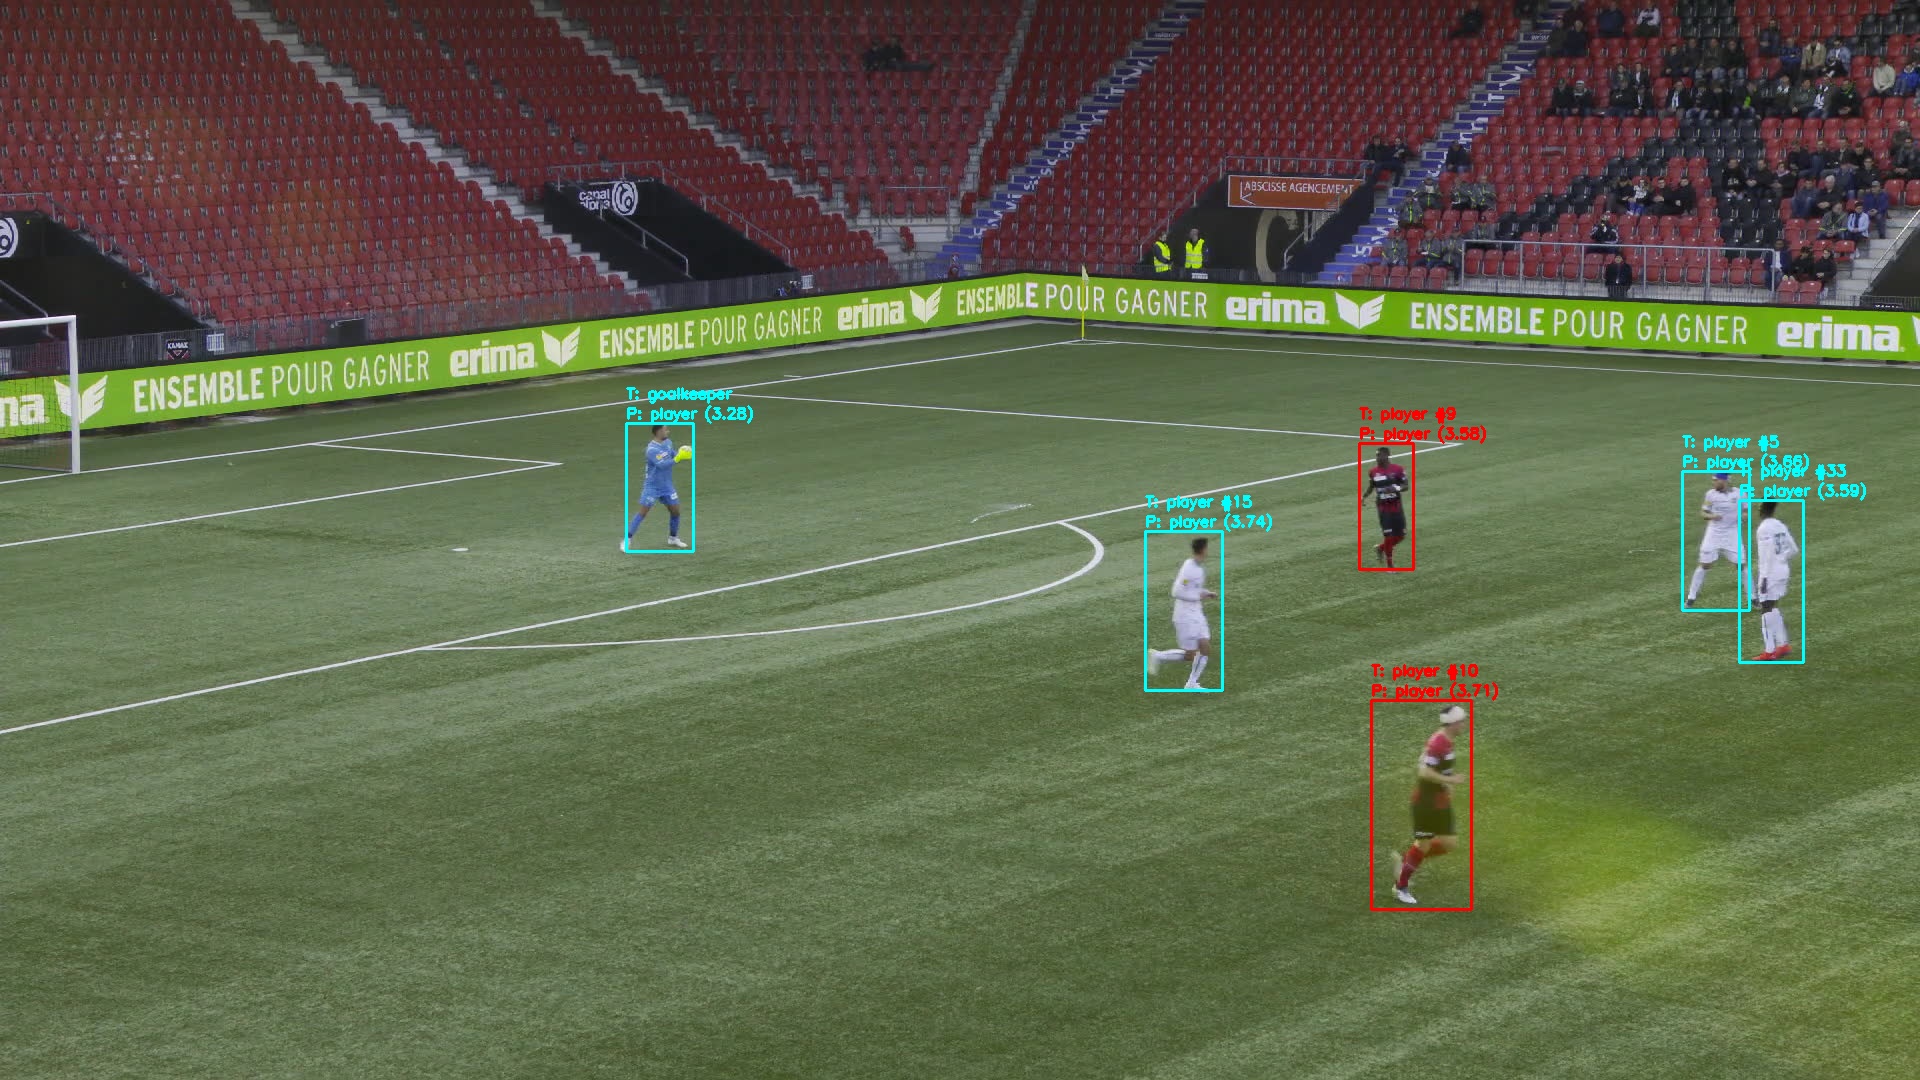 canal alpha
ABSCISSE AGENCEMENT
ENSEMBLE POUR GAGNER erima ENSEMBLE POUR GAGNER erima ENSEMBLE POUR GAGNER erima ENSEMBLE POUR GAGNER erima
T: goalkeeper
P: player (3.28)
T: player #9
P: player (3.58)
T: player #5
P: player (3.66)
T: player #33
P: player (3.59)
T: player #15
P: player (3.74)
T: player #10
P: player (3.71)